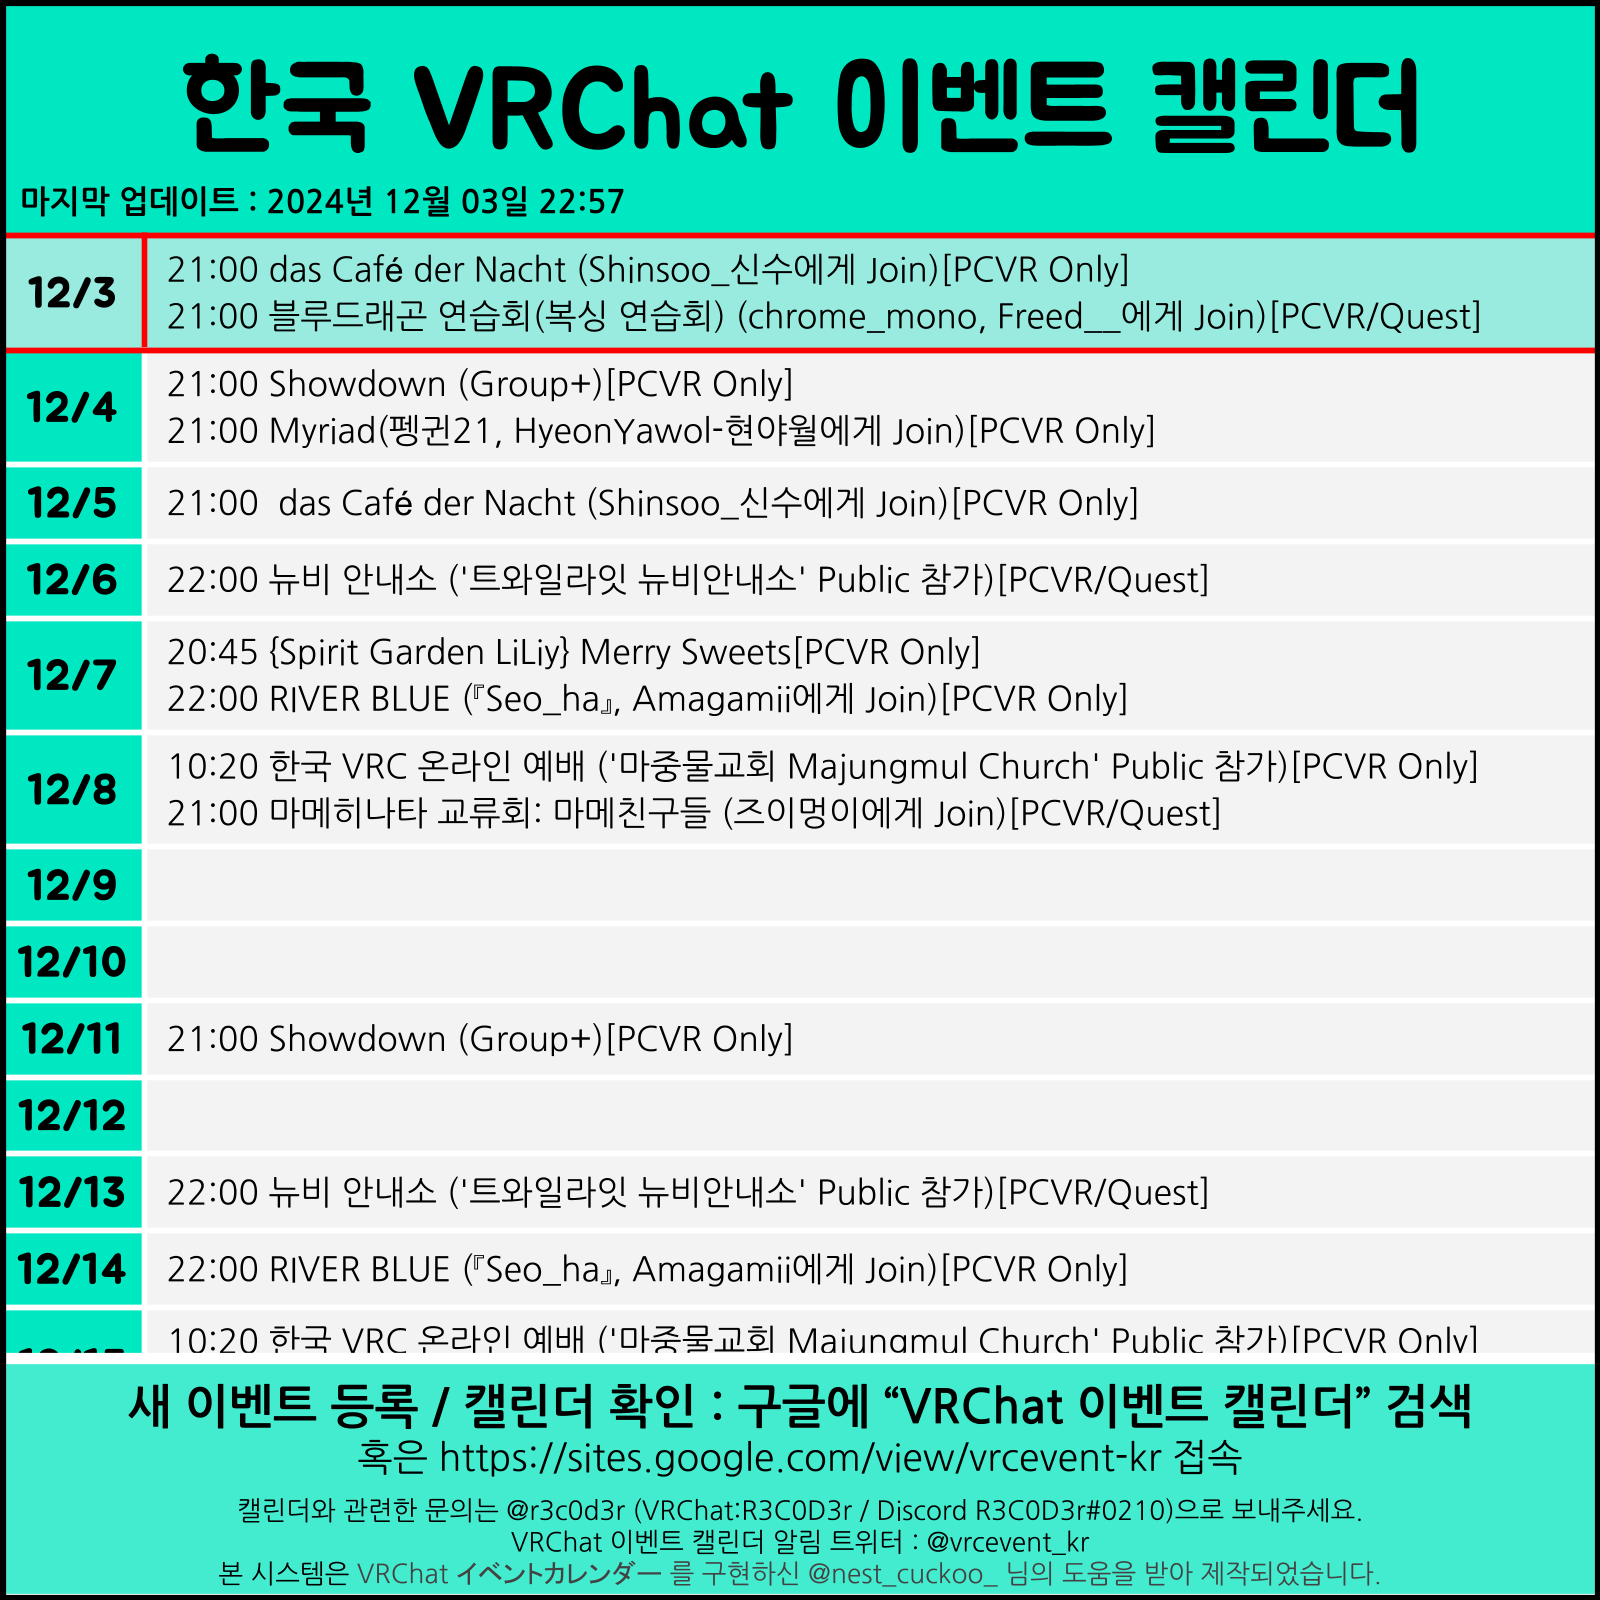 한국 VRChat 이벤트 캘린더
마지막 업데이트 : 2024년 12월 03일 22:57
12/3
21:00 das Café der Nacht (Shinsoo_신수에게 Join)[PCVR Only]
21:00 블루드래곤 연습회(복싱 연습회) (chrome_mono, Freed__에게 Join)[PCVR/Quest]
12/4
21:00 Showdown (Group+)[PCVR Only]
21:00 Myriad(펭귄21, HyeonYawol-현야월에게 Join)[PCVR Only]
12/5
21:00  das Café der Nacht (Shinsoo_신수에게 Join)[PCVR Only]
12/6
22:00 뉴비 안내소 ('트와일라잇 뉴비안내소' Public 참가)[PCVR/Quest]
12/7
20:45 {Spirit Garden LiLiy} Merry Sweets[PCVR Only]
22:00 RIVER BLUE (『Seo_ha』, Amagamii에게 Join)[PCVR Only]
12/8
10:20 한국 VRC 온라인 예배 ('마중물교회 Majungmul Church' Public 참가)[PCVR Only]
21:00 마메히나타 교류회: 마메친구들 (즈이멍이에게 Join)[PCVR/Quest]
12/9
12/10
12/11
21:00 Showdown (Group+)[PCVR Only]
12/12
12/13
22:00 뉴비 안내소 ('트와일라잇 뉴비안내소' Public 참가)[PCVR/Quest]
12/14
22:00 RIVER BLUE (『Seo_ha』, Amagamii에게 Join)[PCVR Only]
10:20 한국 VRC 온라인 예배 ('마중물교회 Majungmul Church' Public 참가)[PCVR Only]
새 이벤트 등록 / 캘린더 확인 : 구글에 “VRChat 이벤트 캘린더” 검색
혹은 https://sites.google.com/view/vrcevent-kr 접속
캘린더와 관련한 문의는 @r3c0d3r (VRChat:R3C0D3r / Discord R3C0D3r#0210)으로 보내주세요.
VRChat 이벤트 캘린더 알림 트위터 : @vrcevent_kr
본 시스템은 VRChat イベントカレンダー 를 구현하신 @nest_cuckoo_ 님의 도움을 받아 제작되었습니다.